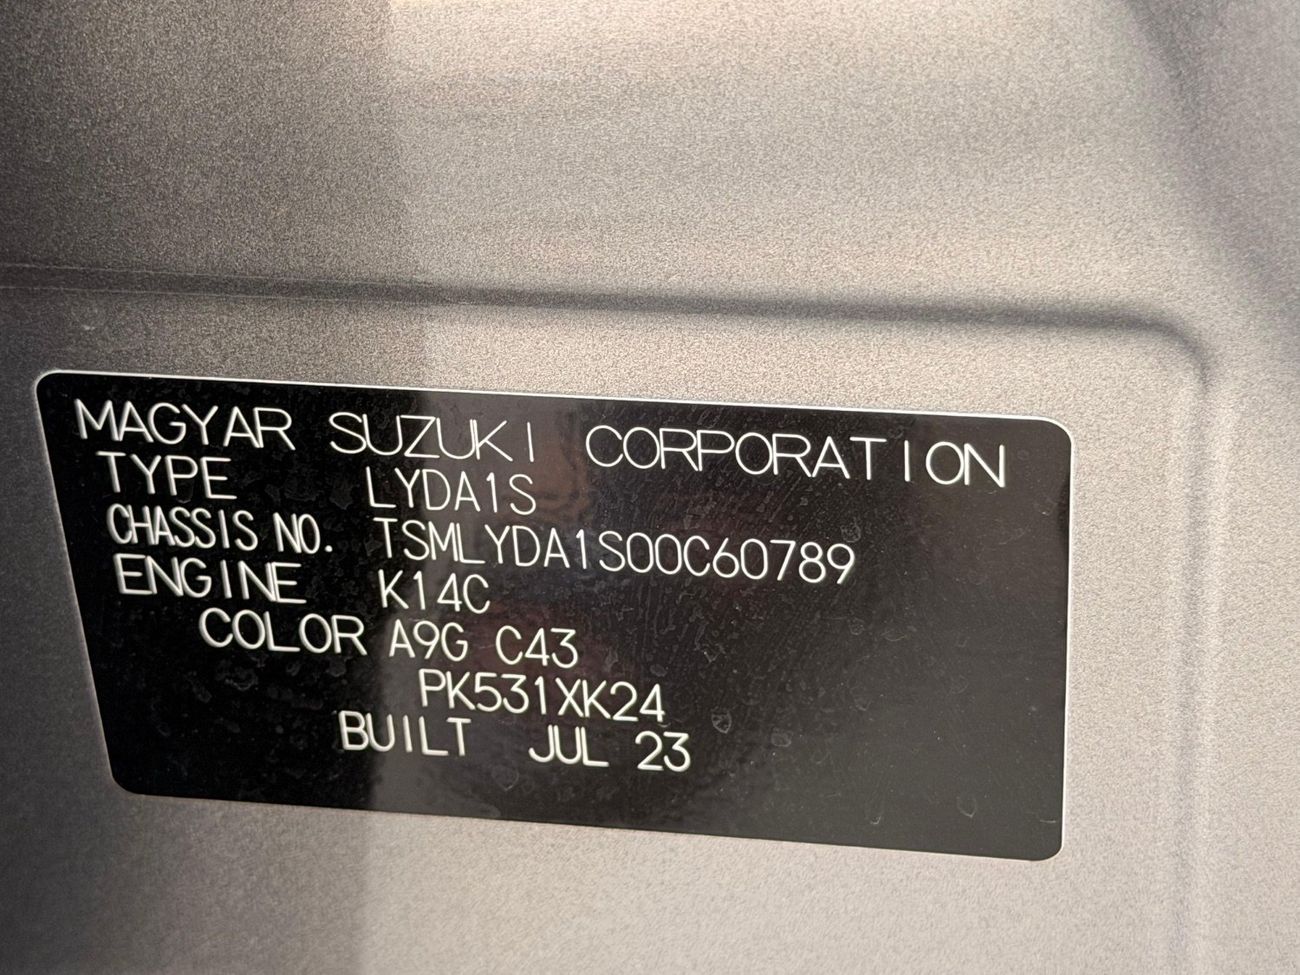 MAGYAR SUZUKI CORPORATION
TYPE LYDA1S
CHASSIS NO. TSMLYDA1S00C60789
ENGINE K14C
COLOR A9G C43
PK531XK24
BUILT JUL 23